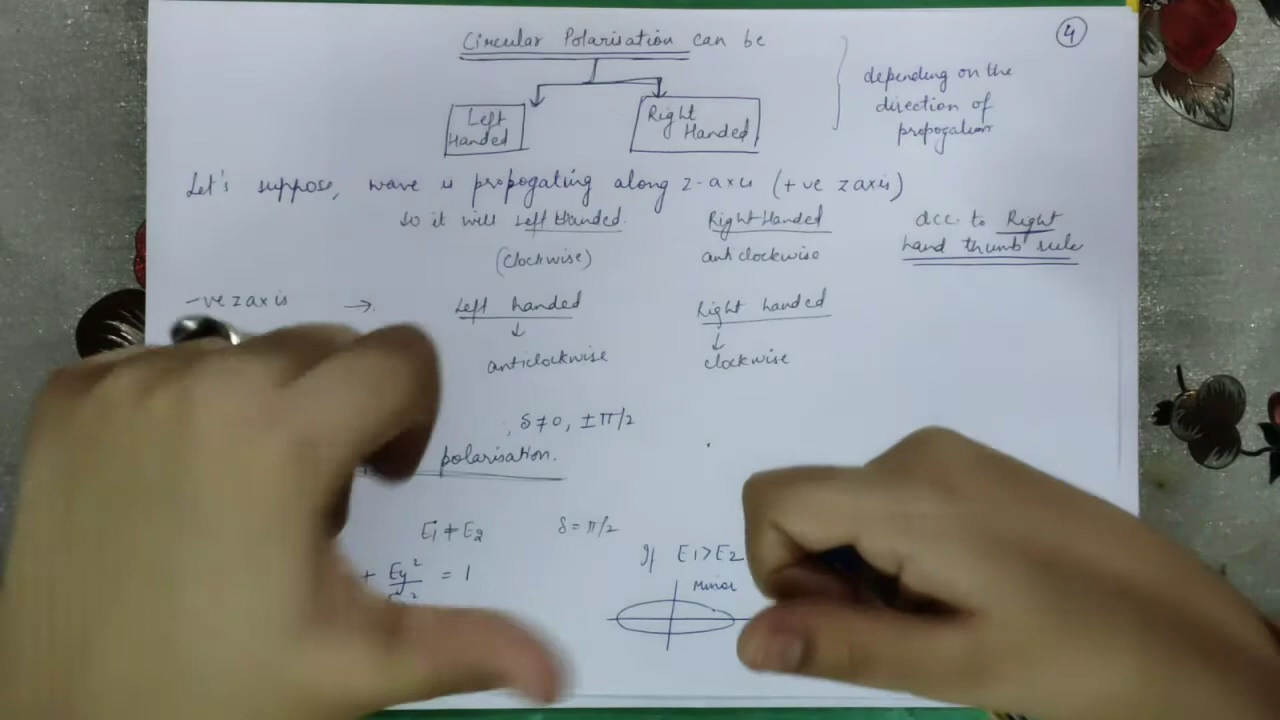 4
Circular Polarisation can be
Left Handed
Right Handed
depending on the
direction of
propogation
Let's suppose, wave is propogating along z-axis (+ve z axis)
so it will Left Handed.
Right Handed
acc. to Right
hand thumb rule
(clockwise)
anticlockwise
-ve z axis →
Left handed
Right handed
↓
↓
anticlockwise
clockwise
, δ≠0, ±π/2
polarisation.
E1 ≠ E2
δ = π/2
If E1>E2
+ Ey² = 1
Minor